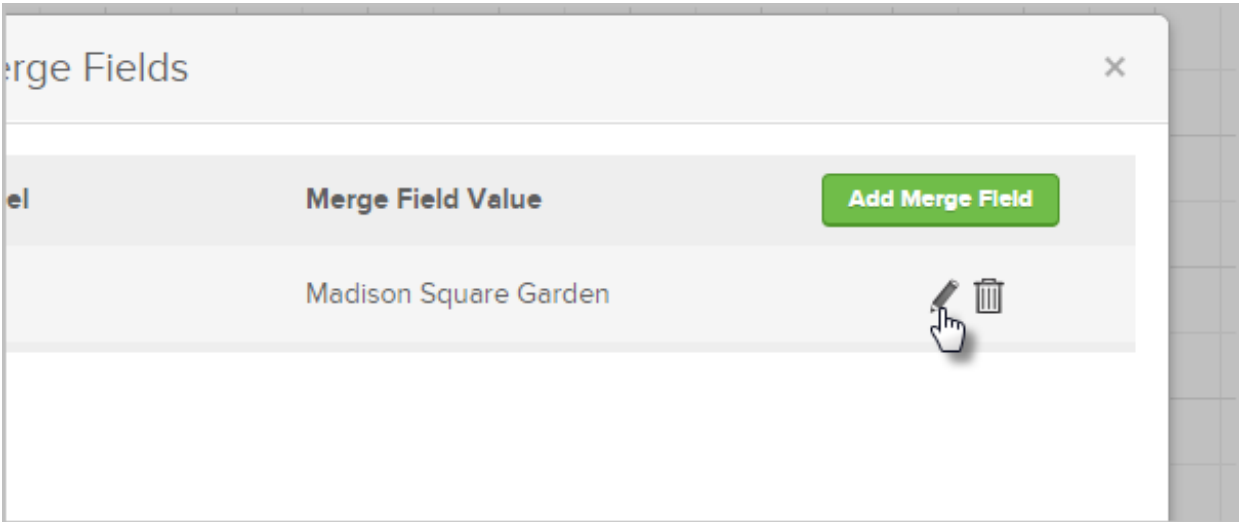 erge Fields
el Merge Field Value Add Merge Field
Madison Square Garden